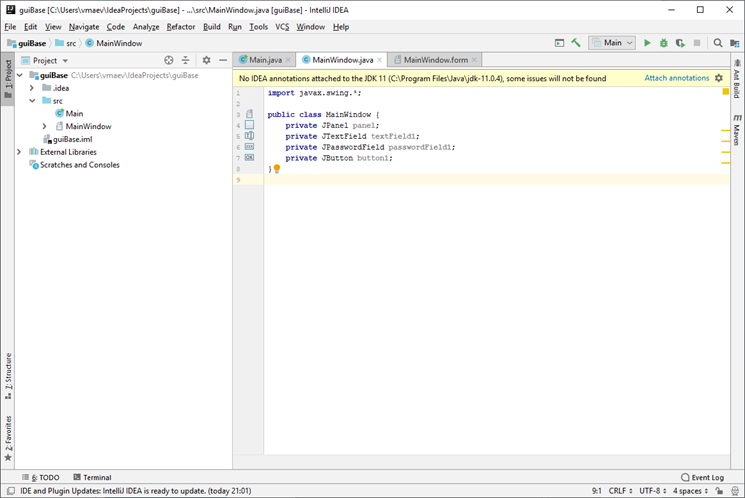 guiBase [C:\Users\vmaev\IdeaProjects\guiBase] - ...\src\MainWindow.java [guiBase] - IntelliJ IDEA
File Edit View Navigate Code Analyze Refactor Build Run Tools VCS Window Help
guiBase src MainWindow Main
1: Project
Project
Main.java MainWindow.java MainWindow.form
guiBase C:\Users\vmaev\IdeaProjects\guiBase
.idea
src
Main
MainWindow
guiBase.iml
External Libraries
Scratches and Consoles
No IDEA annotations attached to the JDK 11 (C:\Program Files\Java\jdk-11.0.4), some issues will not be found Attach annotations
1 import javax.swing.*;
2
3 public class MainWindow {
4 private JPanel panel;
5 private JTextField textField1;
6 private JPasswordField passwordField1;
7 private JButton button1;
8 }
9
Ant Build
Maven
7: Structure
2: Favorites
6: TODO Terminal Event Log
IDE and Plugin Updates: IntelliJ IDEA is ready to update. (today 21:01) 9:1 CRLF UTF-8 4 spaces